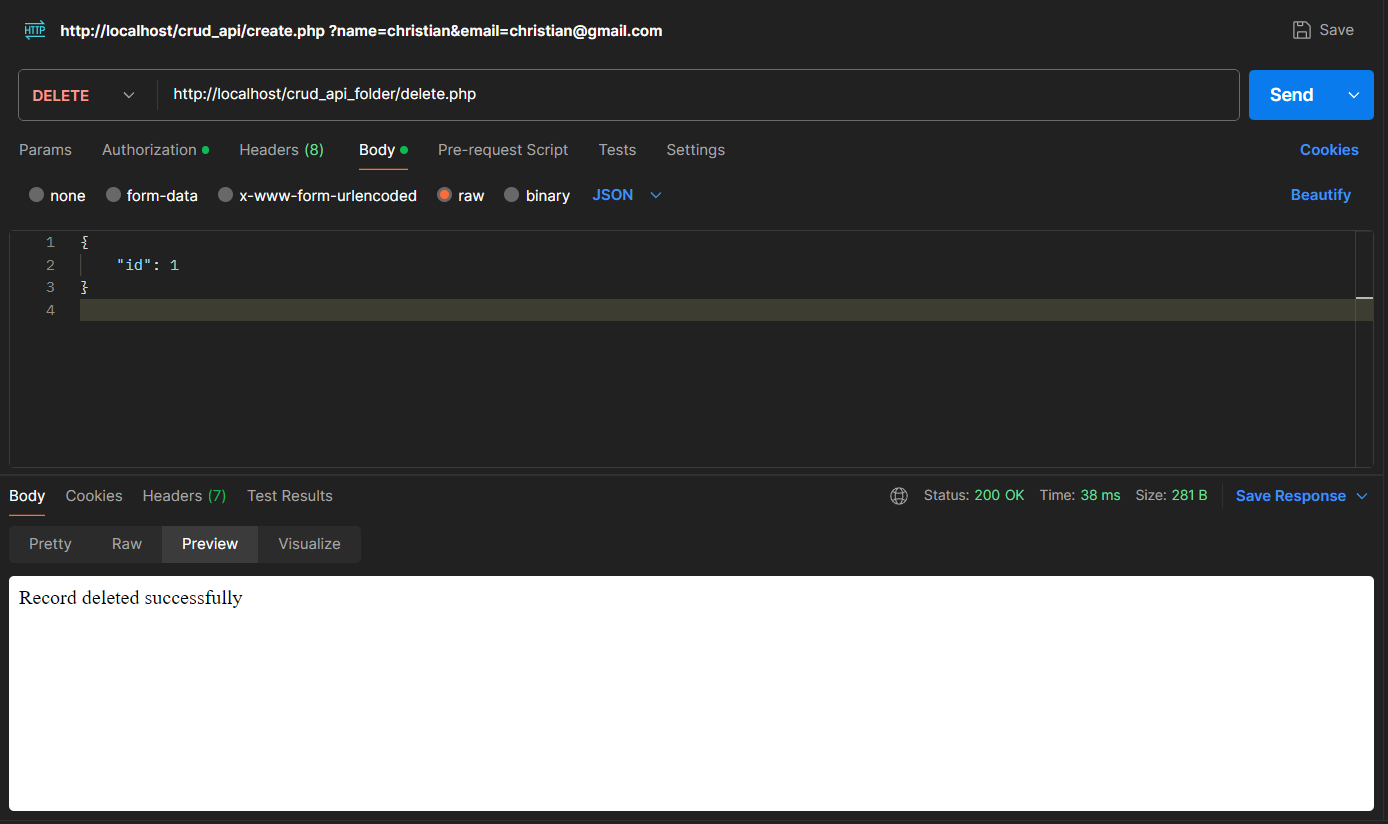 HTTP http://localhost/crud_api/create.php ?name=christian&email=christian@gmail.com Save
DELETE http://localhost/crud_api_folder/delete.php Send
Params Authorization Headers (8) Body Pre-request Script Tests Settings Cookies
none form-data x-www-form-urlencoded raw binary JSON Beautify
1 {
2 "id": 1
3 }
4
Body Cookies Headers (7) Test Results Status: 200 OK Time: 38 ms Size: 281 B Save Response
Pretty Raw Preview Visualize
Record deleted successfully